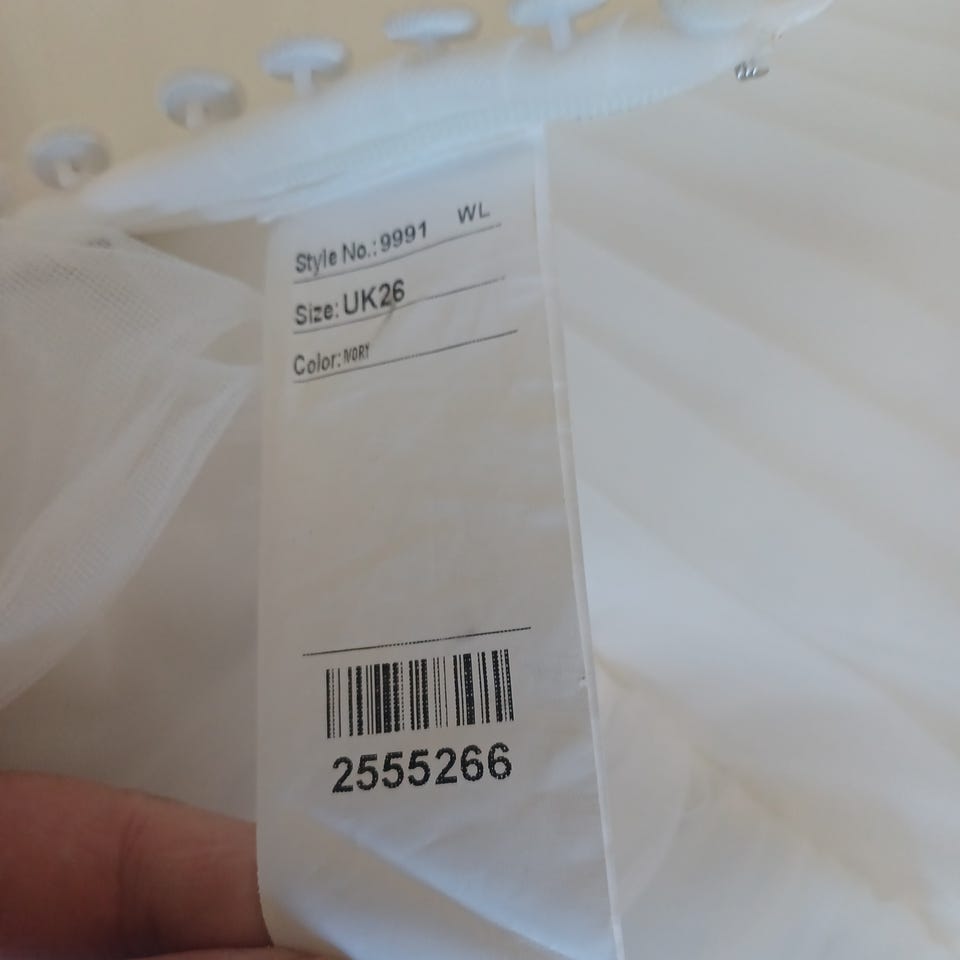 Style No.: 9991 WL
Size: UK26
Color: IVORY
2555266